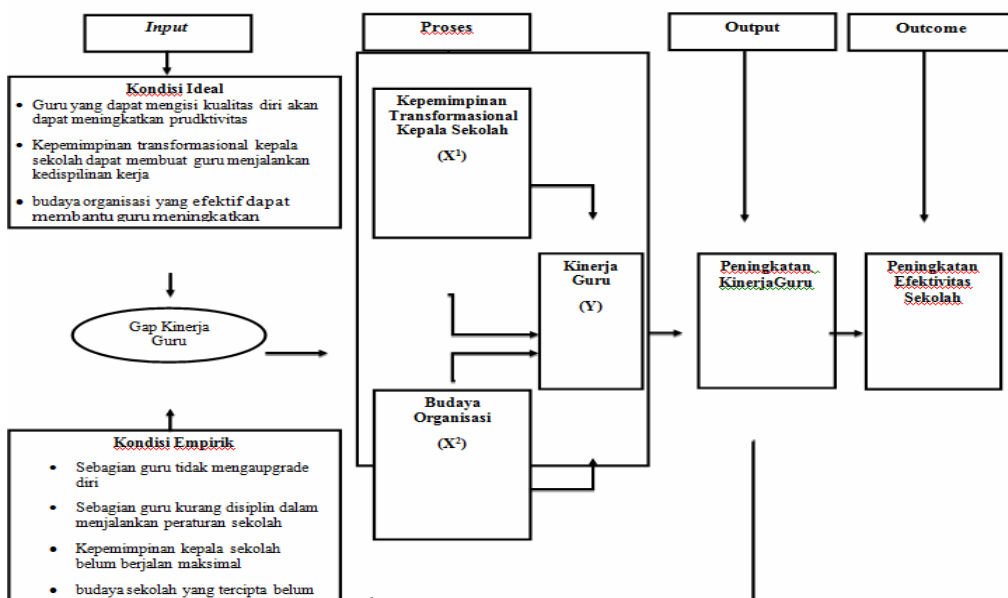 Input
Kondisi Ideal
• Guru yang dapat mengisi kualitas diri akan
dapat meningkatkan prudktivitas
• Kepemimpinan transformasional kepala
sekolah dapat membuat guru menjalankan
kedispilinan kerja
• budaya organisasi yang efektif dapat
membantu guru meningkatkan
Gap Kinerja
Guru
Kondisi Empirik
• Sebagian guru tidak mengaupgrade
diri
• Sebagian guru kurang disiplin dalam
menjalankan peraturan sekolah
• Kepemimpinan kepala sekolah
belum berjalan maksimal
• budaya sekolah yang tercipta belum
Proses
Kepemimpinan
Transformasional
Kepala Sekolah
(X¹)
Kinerja
Guru
(Y)
Budaya
Organisasi
(X²)
Output
Peningkatan
KinerjaGuru
Outcome
Peningkatan
Efektivitas
Sekolah